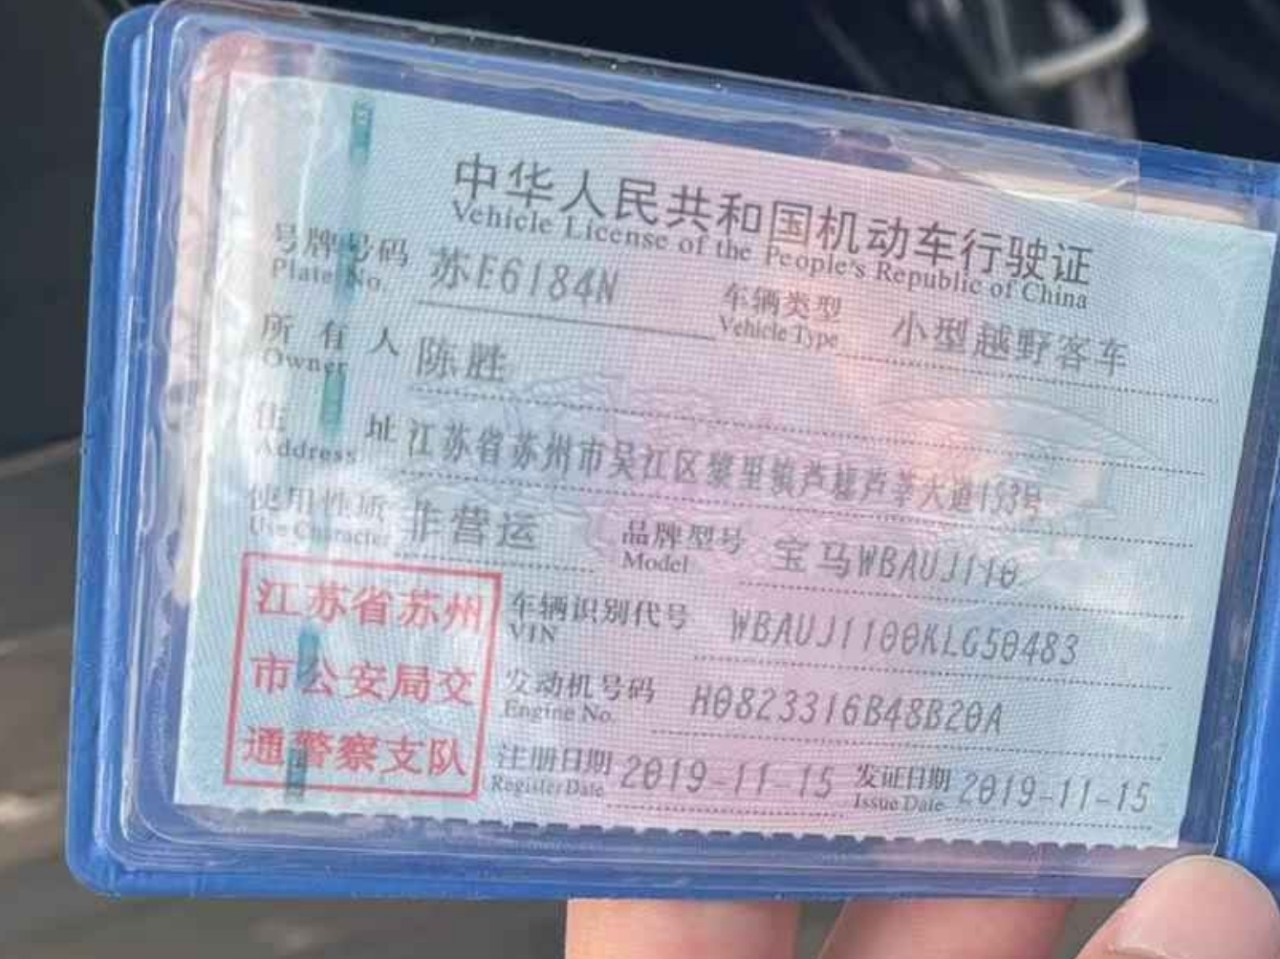 中华人民共和国机动车行驶证
Vehicle License of the People's Republic of China
号牌号码 苏E6184N 车辆类型 小型越野客车
Plate No. Vehicle Type
所有人 陈胜
Owner
住址 江苏省苏州市吴江区黎里镇芦墟芦莘大道193号
Address
使用性质 非营运 品牌型号 宝马WBAUJ110
Use Character Model
江苏省苏州市公安局交通警察支队
车辆识别代号 WBAUJ1100KLG50483
VIN
发动机号码 H0823316B48B20A
Engine No.
注册日期 2019-11-15 发证日期 2019-11-15
Register Date Issue Date